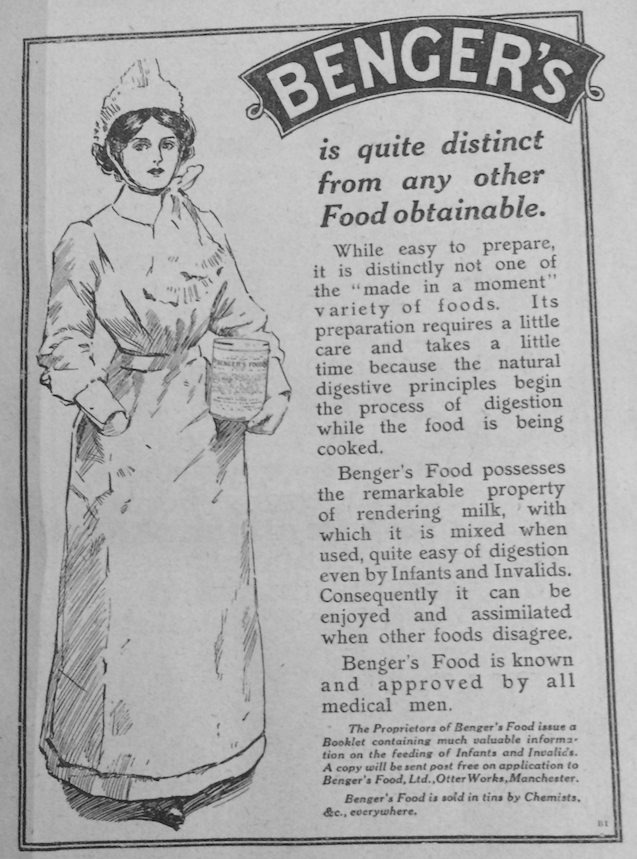 BENGER'S
is quite distinct
from any other
Food obtainable.
While easy to prepare,
it is distinctly not one of
the "made in a moment"
variety of foods. Its
preparation requires a little
care and takes a little
time because the natural
digestive principles begin
the process of digestion
while the food is being
cooked.
Benger's Food possesses
the remarkable property
of rendering milk, with
which it is mixed when
used, quite easy of digestion
even by Infants and Invalids.
Consequently it can be
enjoyed and assimilated
when other foods disagree.
Benger's Food is known
and approved by all
medical men.
The Proprietors of Benger's Food issue a
Booklet containing much valuable informa-
tion on the feeding of Infants and Invalids.
A copy will be sent post free on application to
Benger's Food, Ltd., Otter Works, Manchester.
Benger's Food is sold in tins by Chemists,
&c., everywhere.
BENGER'S FOOD